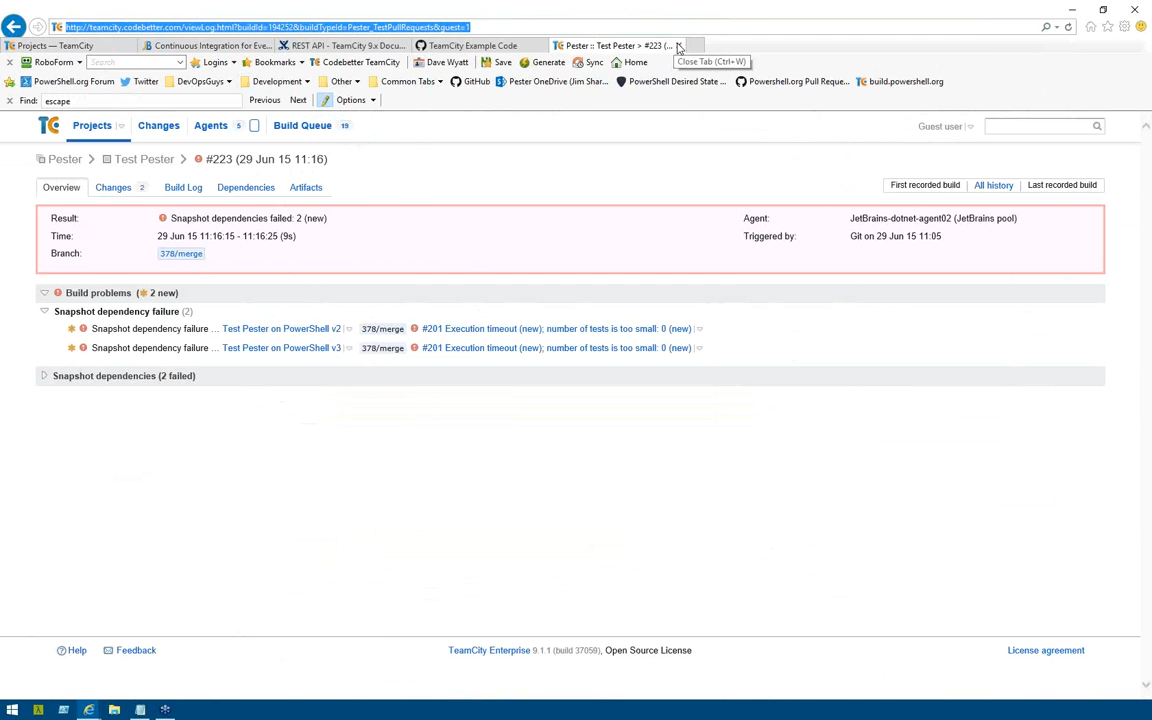 http://teamcity.codebetter.com/viewLog.html?buildId=194252&buildTypeId=Pester_TestPullRequests&guest=1
Projects — TeamCity
Continuous Integration for Eve...
REST API - TeamCity 9.x Docu...
TeamCity Example Code
Pester :: Test Pester > #223 (...
RoboForm
Search
Logins
Bookmarks
Codebetter TeamCity
Dave Wyatt
Save
Generate
Sync
Home
Close Tab (Ctrl+W)
PowerShell.org Forum
Twitter
DevOpsGuys
Development
Other
Common Tabs
GitHub
Pester OneDrive (Jim Shar...
PowerShell Desired State ...
Powershell.org Pull Reque...
build.powershell.org
Find: escape
Previous
Next
Options
TC
Projects
Changes
Agents 5
Build Queue 19
Guest user
Pester
Test Pester
#223 (29 Jun 15 11:16)
Overview
Changes 2
Build Log
Dependencies
Artifacts
First recorded build
All history
Last recorded build
Result: Snapshot dependencies failed: 2 (new)
Agent: JetBrains-dotnet-agent02 (JetBrains pool)
Time: 29 Jun 15 11:16:15 - 11:16:25 (9s)
Triggered by: Git on 29 Jun 15 11:05
Branch: 378/merge
Build problems ( 2 new)
Snapshot dependency failure (2)
Snapshot dependency failure ... Test Pester on PowerShell v2 378/merge #201 Execution timeout (new); number of tests is too small: 0 (new)
Snapshot dependency failure ... Test Pester on PowerShell v3 378/merge #201 Execution timeout (new); number of tests is too small: 0 (new)
Snapshot dependencies (2 failed)
Help
Feedback
TeamCity Enterprise 9.1.1 (build 37059), Open Source License
License agreement